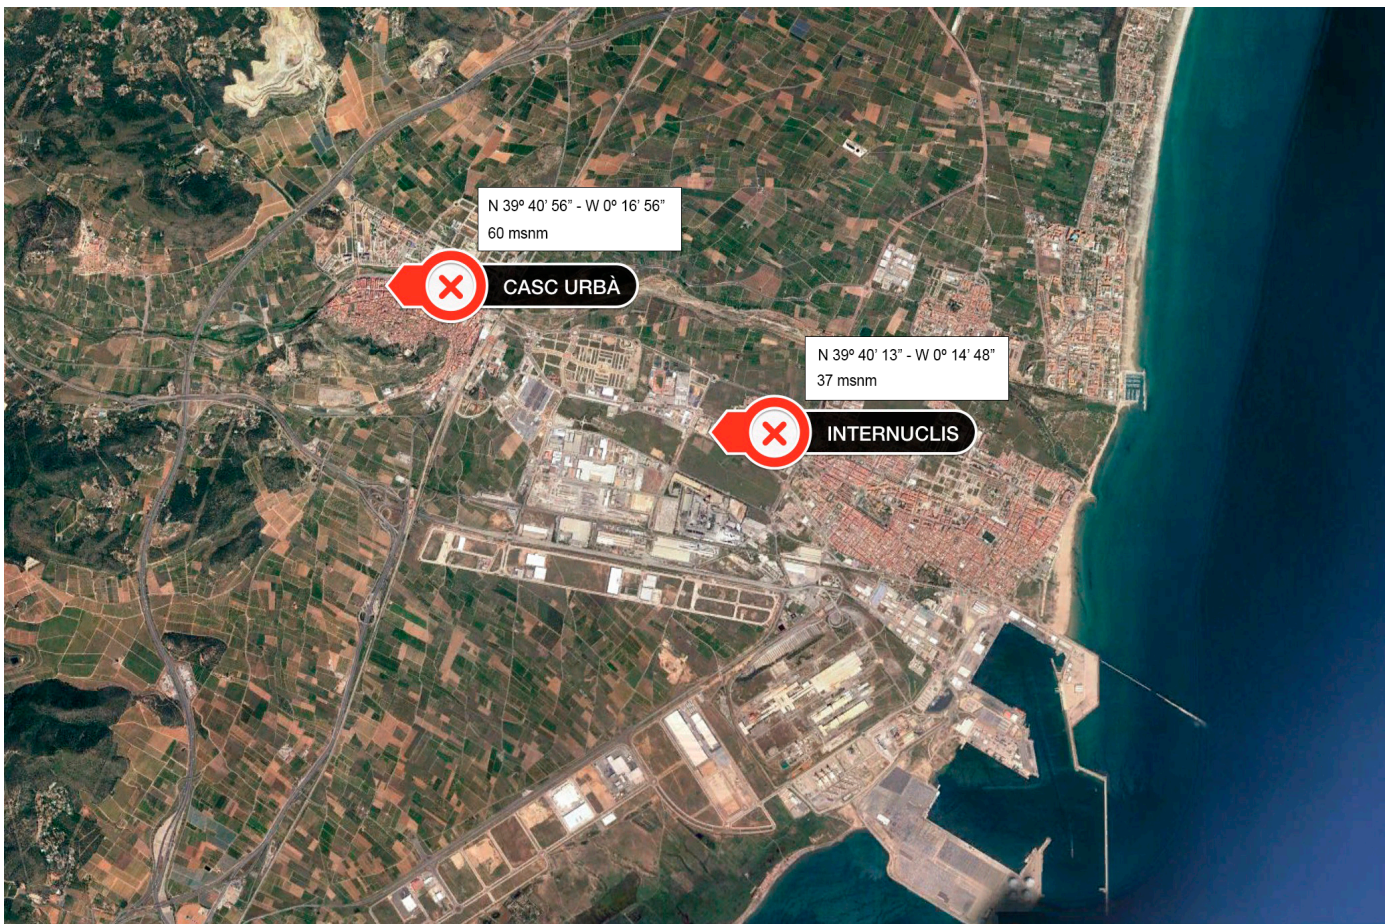 N 39º 40’ 56” - W 0º 16’ 56”
60 msnm
CASC URBÀ
N 39º 40’ 13” - W 0º 14’ 48”
37 msnm
INTERNUCLIS